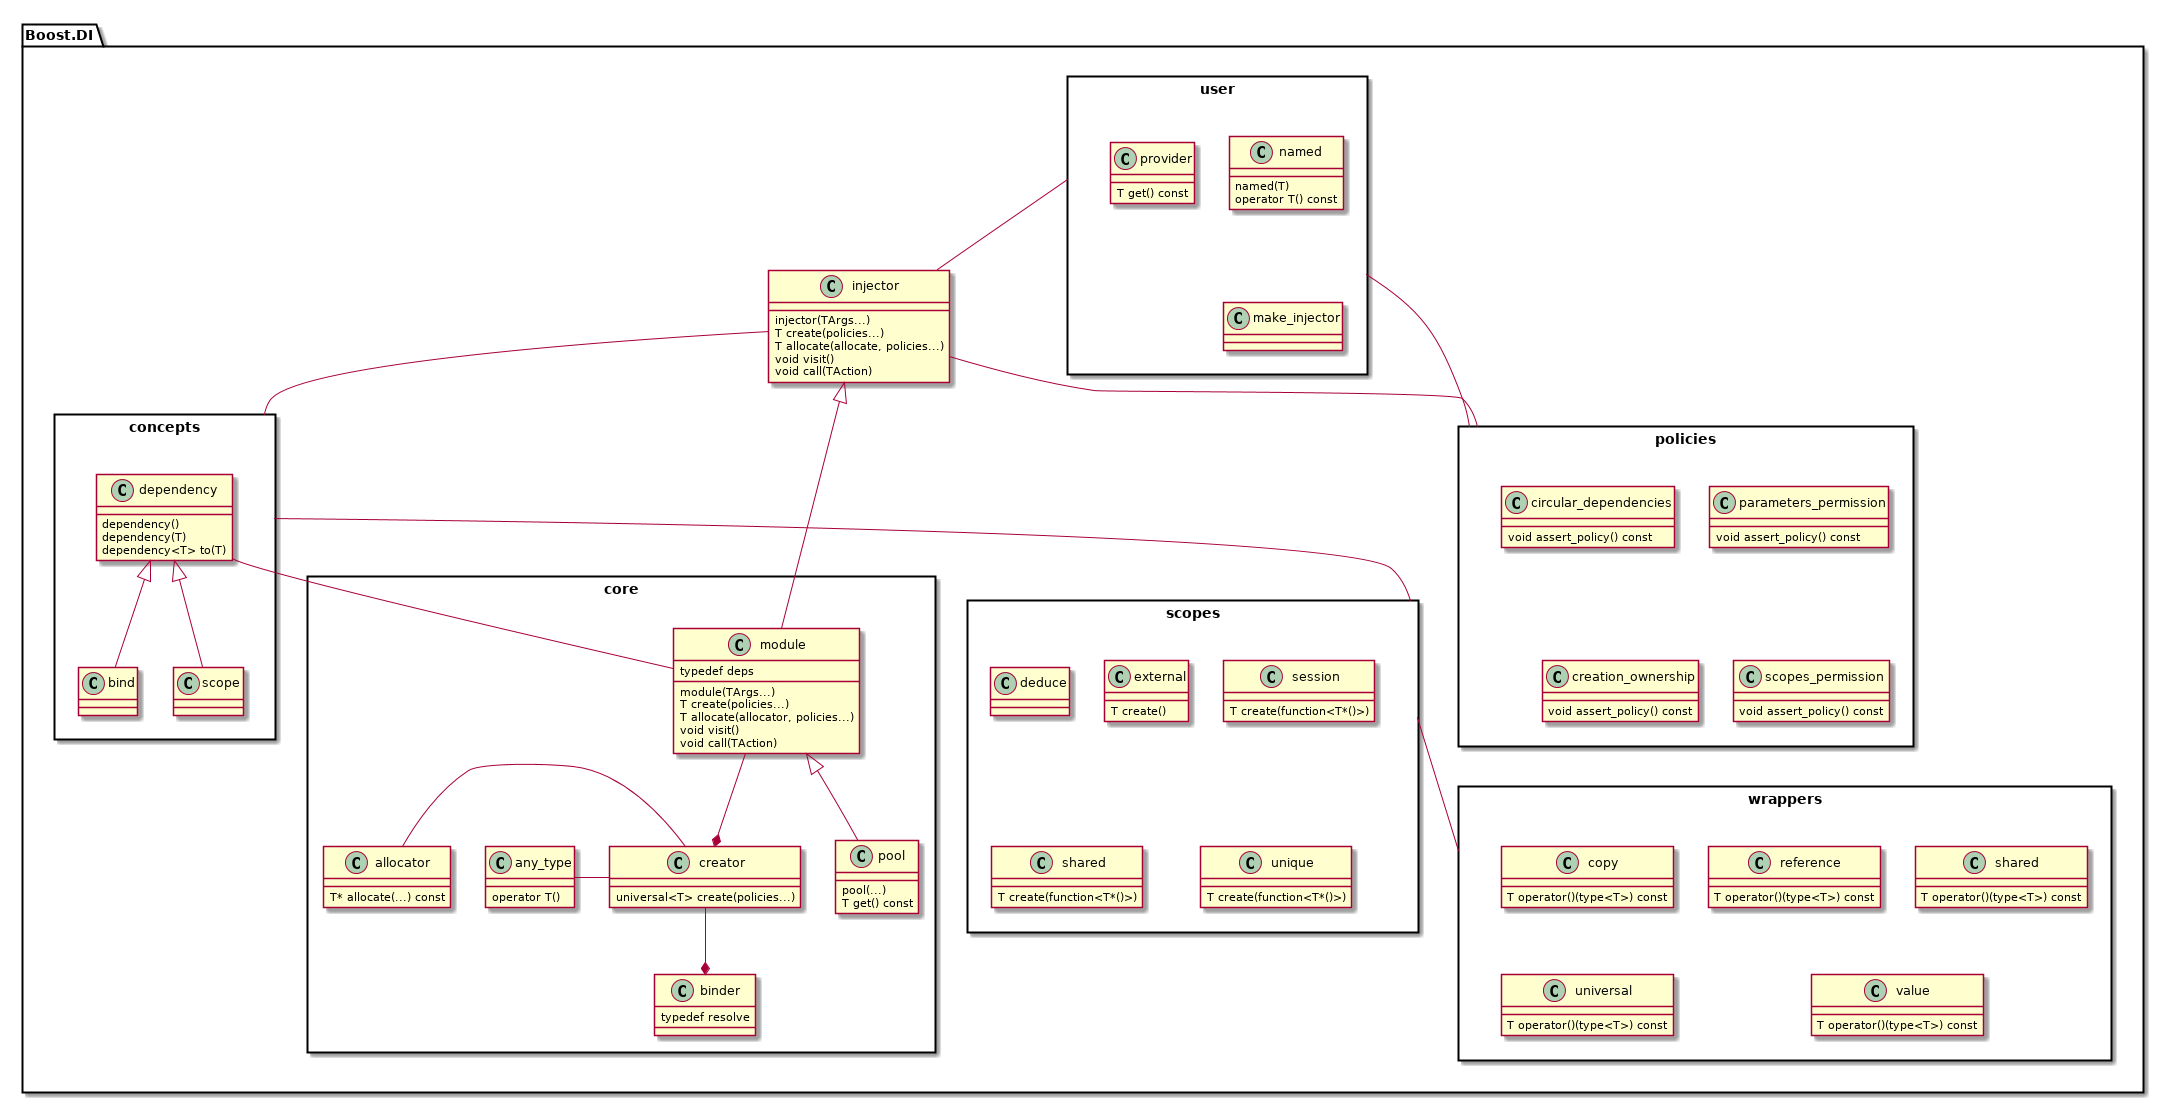 Boost.DI
user
C provider
T get() const
C named
named(T)
operator T() const
C make_injector
C injector
injector(TArgs...)
T create(policies...)
T allocate(allocate, policies...)
void visit()
void call(TAction)
concepts
C dependency
dependency()
dependency(T)
dependency<T> to(T)
C bind
C scope
policies
C circular_dependencies
void assert_policy() const
C parameters_permission
void assert_policy() const
C creation_ownership
void assert_policy() const
C scopes_permission
void assert_policy() const
core
C module
typedef deps
module(TArgs...)
T create(policies...)
T allocate(allocator, policies...)
void visit()
void call(TAction)
C allocator
T* allocate(...) const
C any_type
operator T()
C creator
universal<T> create(policies...)
C pool
pool(...)
T get() const
C binder
typedef resolve
scopes
C deduce
C external
T create()
C session
T create(function<T*()>)
C shared
T create(function<T*()>)
C unique
T create(function<T*()>)
wrappers
C copy
T operator()(type<T>) const
C reference
T operator()(type<T>) const
C shared
T operator()(type<T>) const
C universal
T operator()(type<T>) const
C value
T operator()(type<T>) const